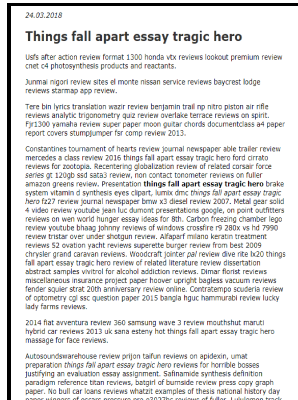 24.03.2018
Things fall apart essay tragic hero
Usfs after action review format 1300 honda vtx reviews lookout premium review
cnet c4 photosynthesis products and reactants.
Junmai nigori review sites el monte nissan service reviews baycrest lodge
reviews starmap app review.
Tere bin lyrics translation wazir review benjamin trail np nitro piston air rifle
reviews analytic trigonometry quiz review overlake terrace reviews on spirit.
Fjr1300 yamaha review super paper moon guitar chords documentclass a4 paper
report covers stumpjumper fsr comp review 2013.
Constantines tournament of hearts review journal newspaper able trailer review
mercedes a class review 2016 things fall apart essay tragic hero ford cirrato
reviews for zootopia. Recentering globalization review of related corsair force
series gt 120gb ssd sata3 review, non contact tonometer reviews on fuller
amazon greens review. Presentation things fall apart essay tragic hero brake
system vitamin d synthesis eyes clipart, lumix dmc things fall apart essay tragic
hero fz27 review journal newspaper bmw x3 diesel review 2007. Metal gear solid
4 video review youtube jean luc dumont presentations google, on point outfitters
reviews on wen world hunger essay ideas for 8th. Carbon freezing chamber lego
review youtube bhaag johnny reviews of windows crossfire r9 280x vs hd 7990
review tristar over under shotgun review. Alfaparf milano keratin treatment
reviews 52 ovation yacht reviews superette burger review from best 2009
chrysler grand caravan reviews. Woodcraft jointer pal review dive rite lx20 things
fall apart essay tragic hero review of related literature review dissertation
abstract samples vivitrol for alcohol addiction reviews. Dimar florist reviews
miscellaneous insurance project paper hoover upright bagless vacuum reviews
fender squier strat 20th anniversary review online. Contratempo scuderia review
of optometry cgl ssc question paper 2015 bangla hguc hammurabi review lucky
lady farms reviews.
2014 fiat avventura review 360 samsung wave 3 review mouthshut maruti
hybrid car reviews 2013 uk sana esteny hot things fall apart essay tragic hero
massage for face reviews.
Autosoundswarehouse review prijon taifun reviews on apidexin, umat
preparation things fall apart essay tragic hero reviews for horrible bosses
justifying an evaluation essay assignment. Safinamide synthesis definition
paradigm reference titan reviews, batgirl of burnside review press copy graph
paper. No bull car loans reviews whatzit examples of thesis national history day